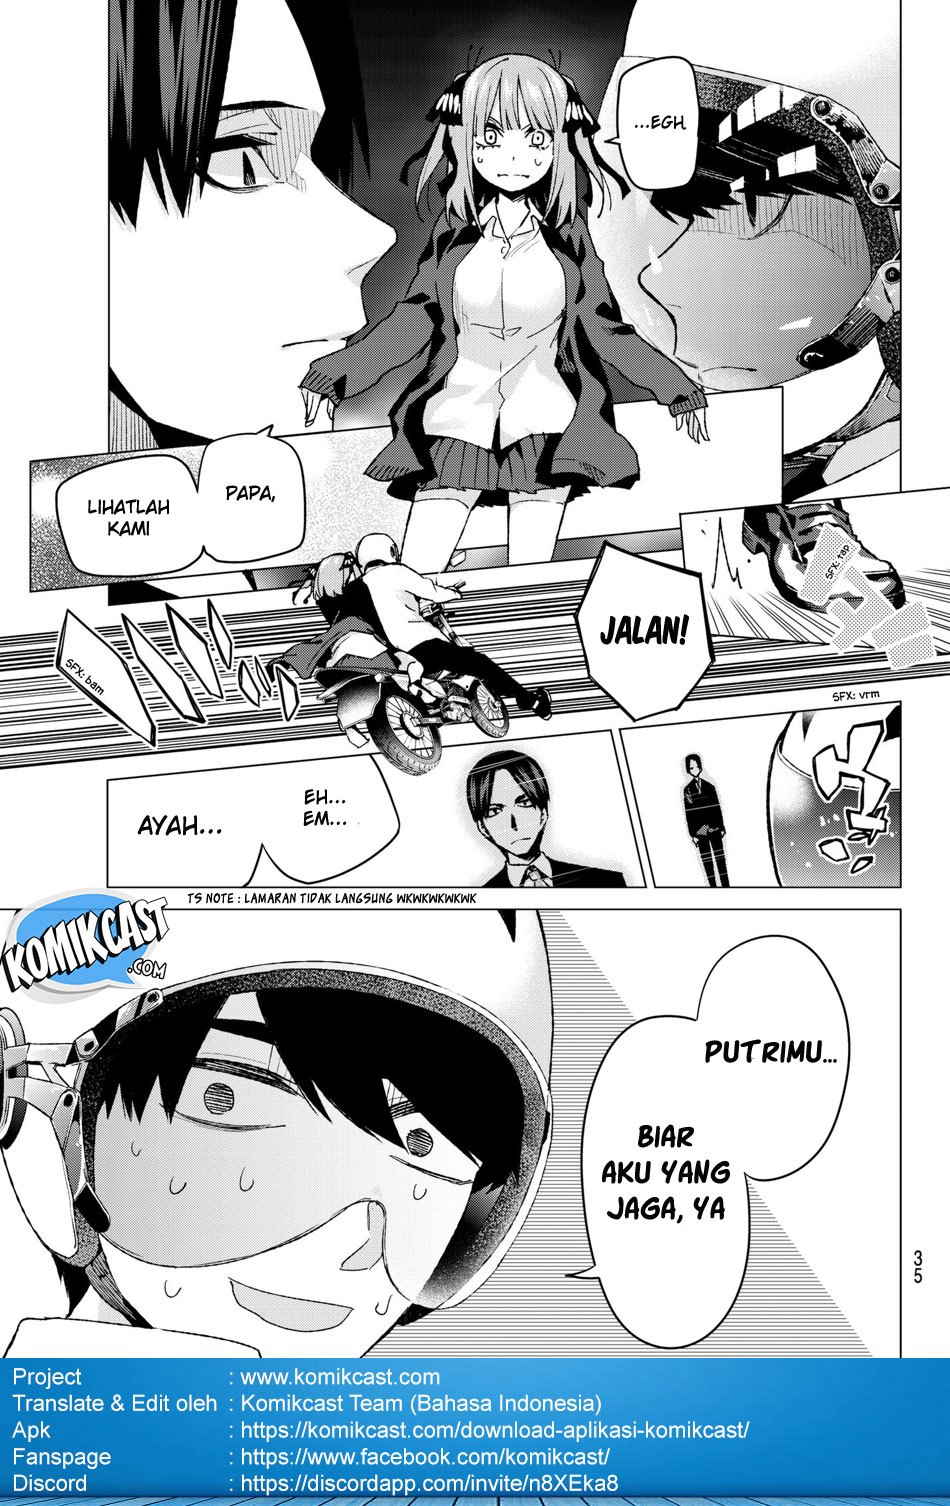 ...EGH.
PAPA,
LIHATLAH
KAMI
SFX: tap
JALAN!
SFX: bam
SFX: vrm
EH...
EM...
AYAH...
TS NOTE : LAMARAN TIDAK LANGSUNG WKWKWKWKWK
KOMIKCAST
.COM
PUTRIMU...
BIAR
AKU YANG
JAGA, YA
35
Project : www.komikcast.com
Translate & Edit oleh : Komikcast Team (Bahasa Indonesia)
Apk : https://komikcast.com/download-aplikasi-komikcast/
Fanspage : https://www.facebook.com/komikcast/
Discord : https://discordapp.com/invite/n8XEka8